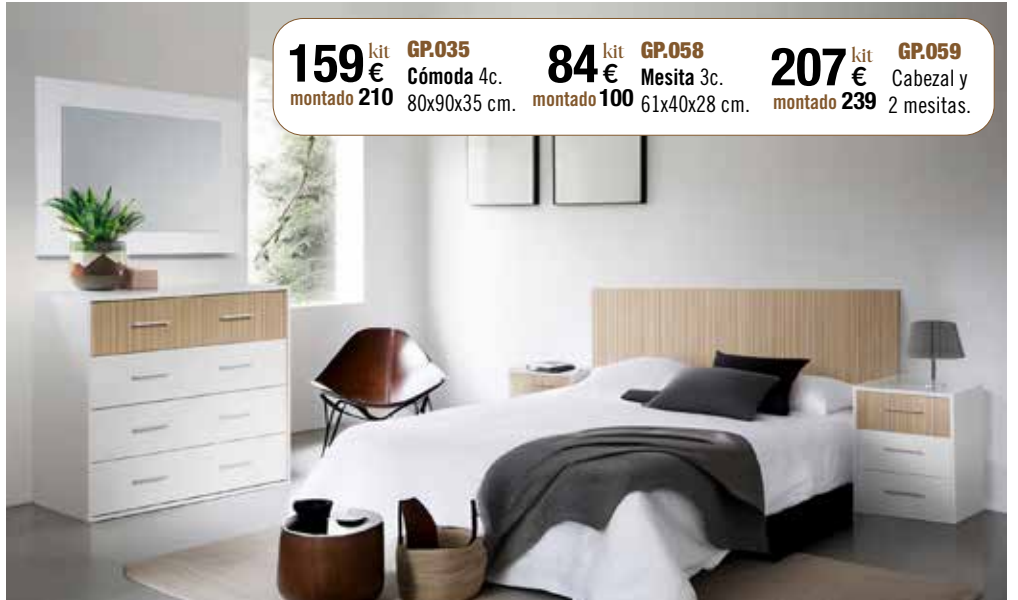 159 € kit
montado 210
GP.035
Cómoda 4c.
80x90x35 cm.
84 € kit
montado 100
GP.058
Mesita 3c.
61x40x28 cm.
207 € kit
montado 239
GP.059
Cabezal y
2 mesitas.